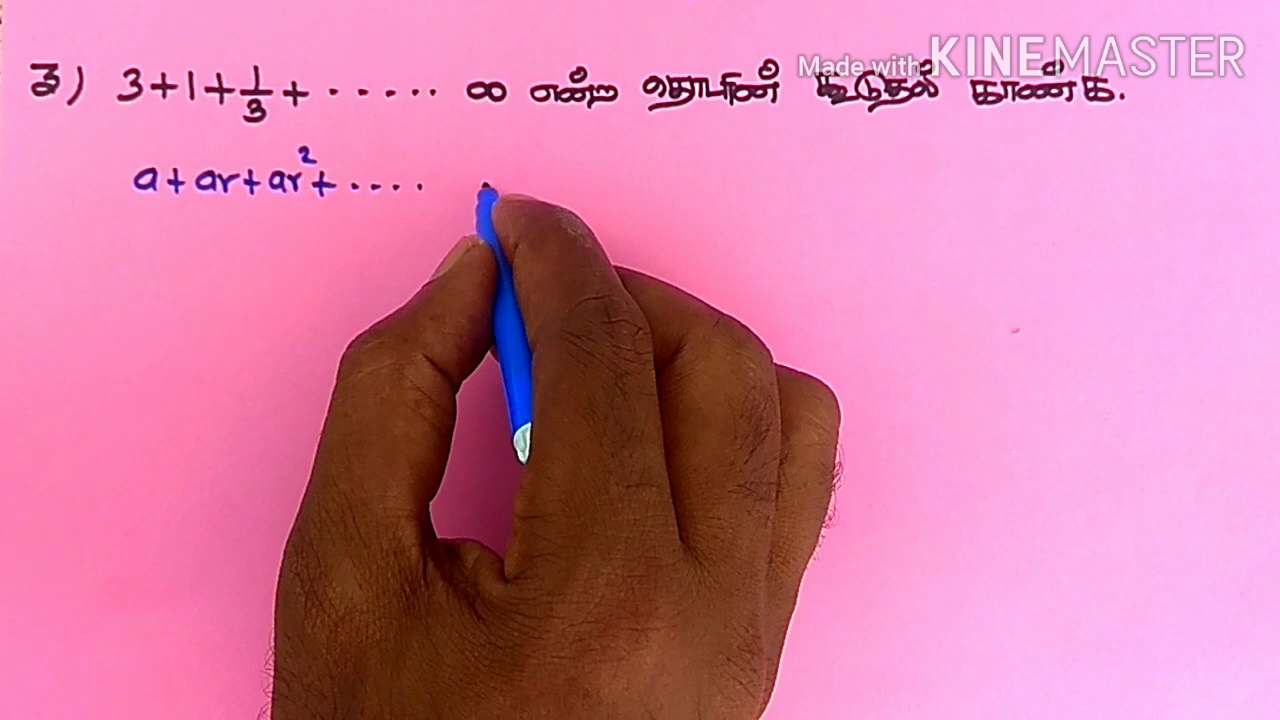 Made with KINEMASTER
3) 3+1+1/3+ ..... ∞ என்ற தொடரின் கூடுதல் காண்க.
a+ar+ar²+ ....